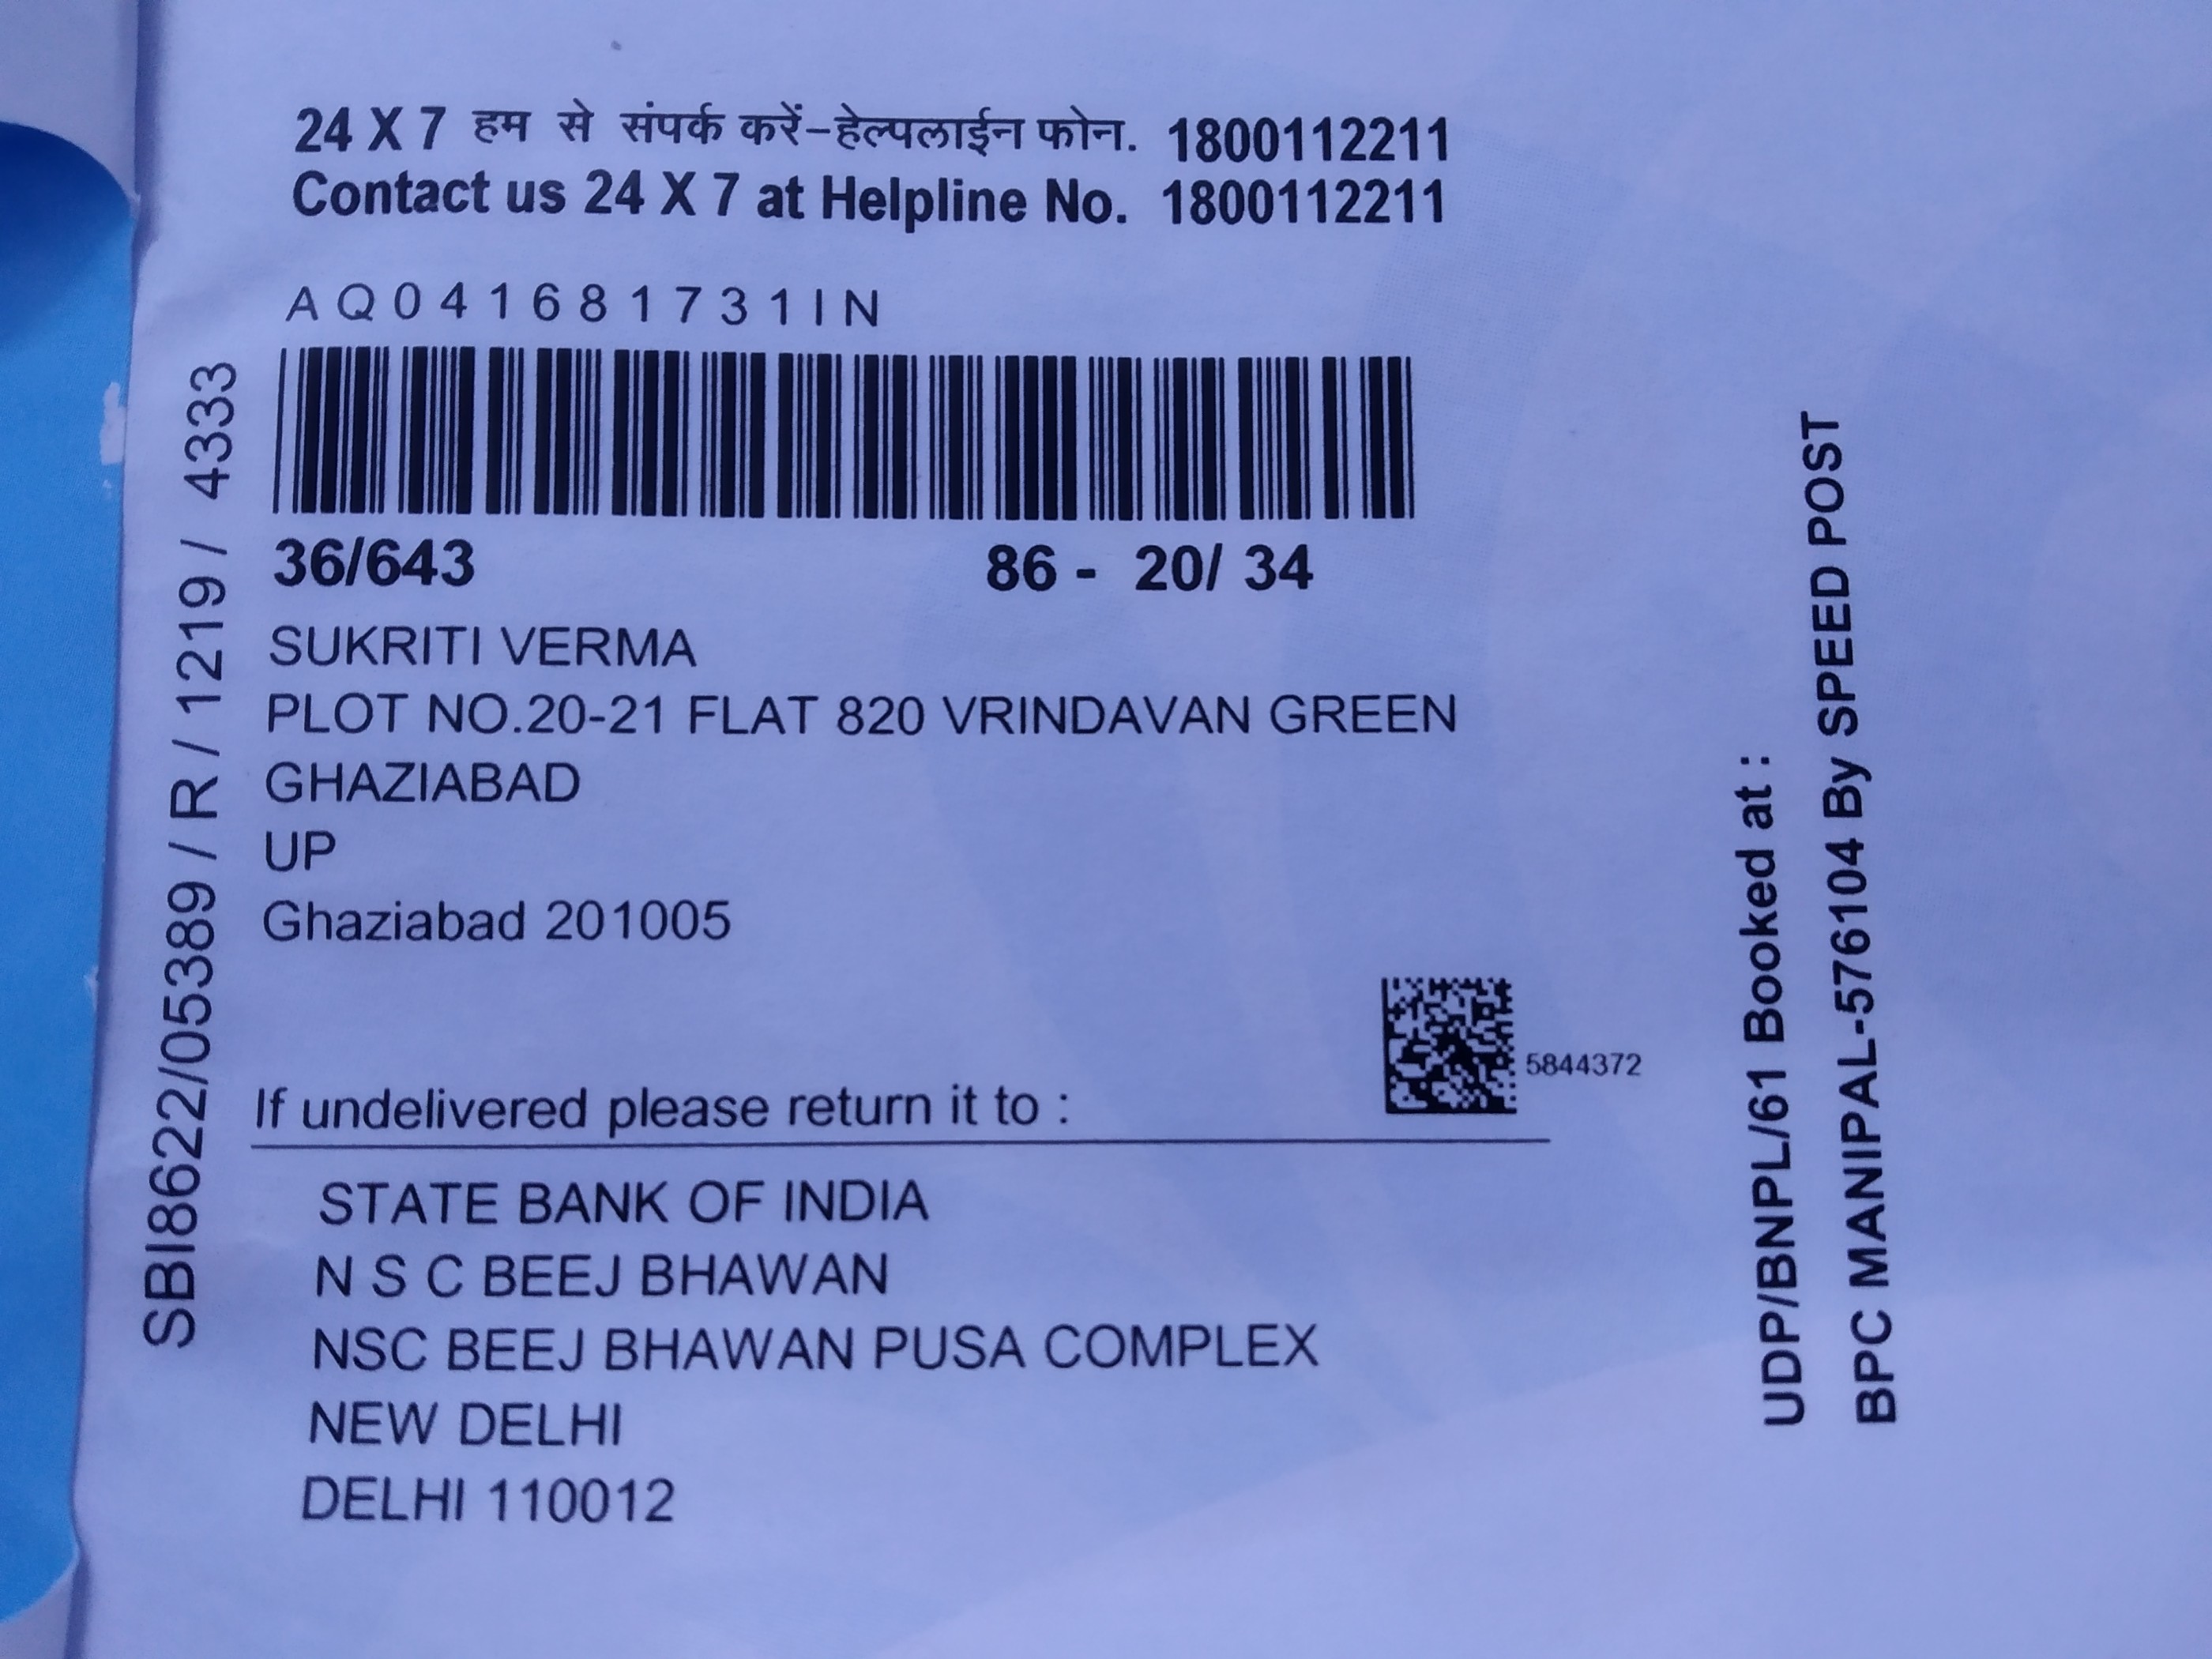 24 X 7 हम से संपर्क करें-हेल्पलाईन फोन. 1800112211
Contact us 24 X 7 at Helpline No. 1800112211
AQ041681731IN
36/643 86 - 20/ 34
SUKRITI VERMA
PLOT NO.20-21 FLAT 820 VRINDAVAN GREEN
GHAZIABAD
UP
Ghaziabad 201005
5844372
If undelivered please return it to :
STATE BANK OF INDIA
N S C BEEJ BHAWAN
NSC BEEJ BHAWAN PUSA COMPLEX
NEW DELHI
DELHI 110012
SBI8622/05389 / R / 1219 / 4333
UDP/BNPL/61 Booked at :
BPC MANIPAL-576104 By SPEED POST